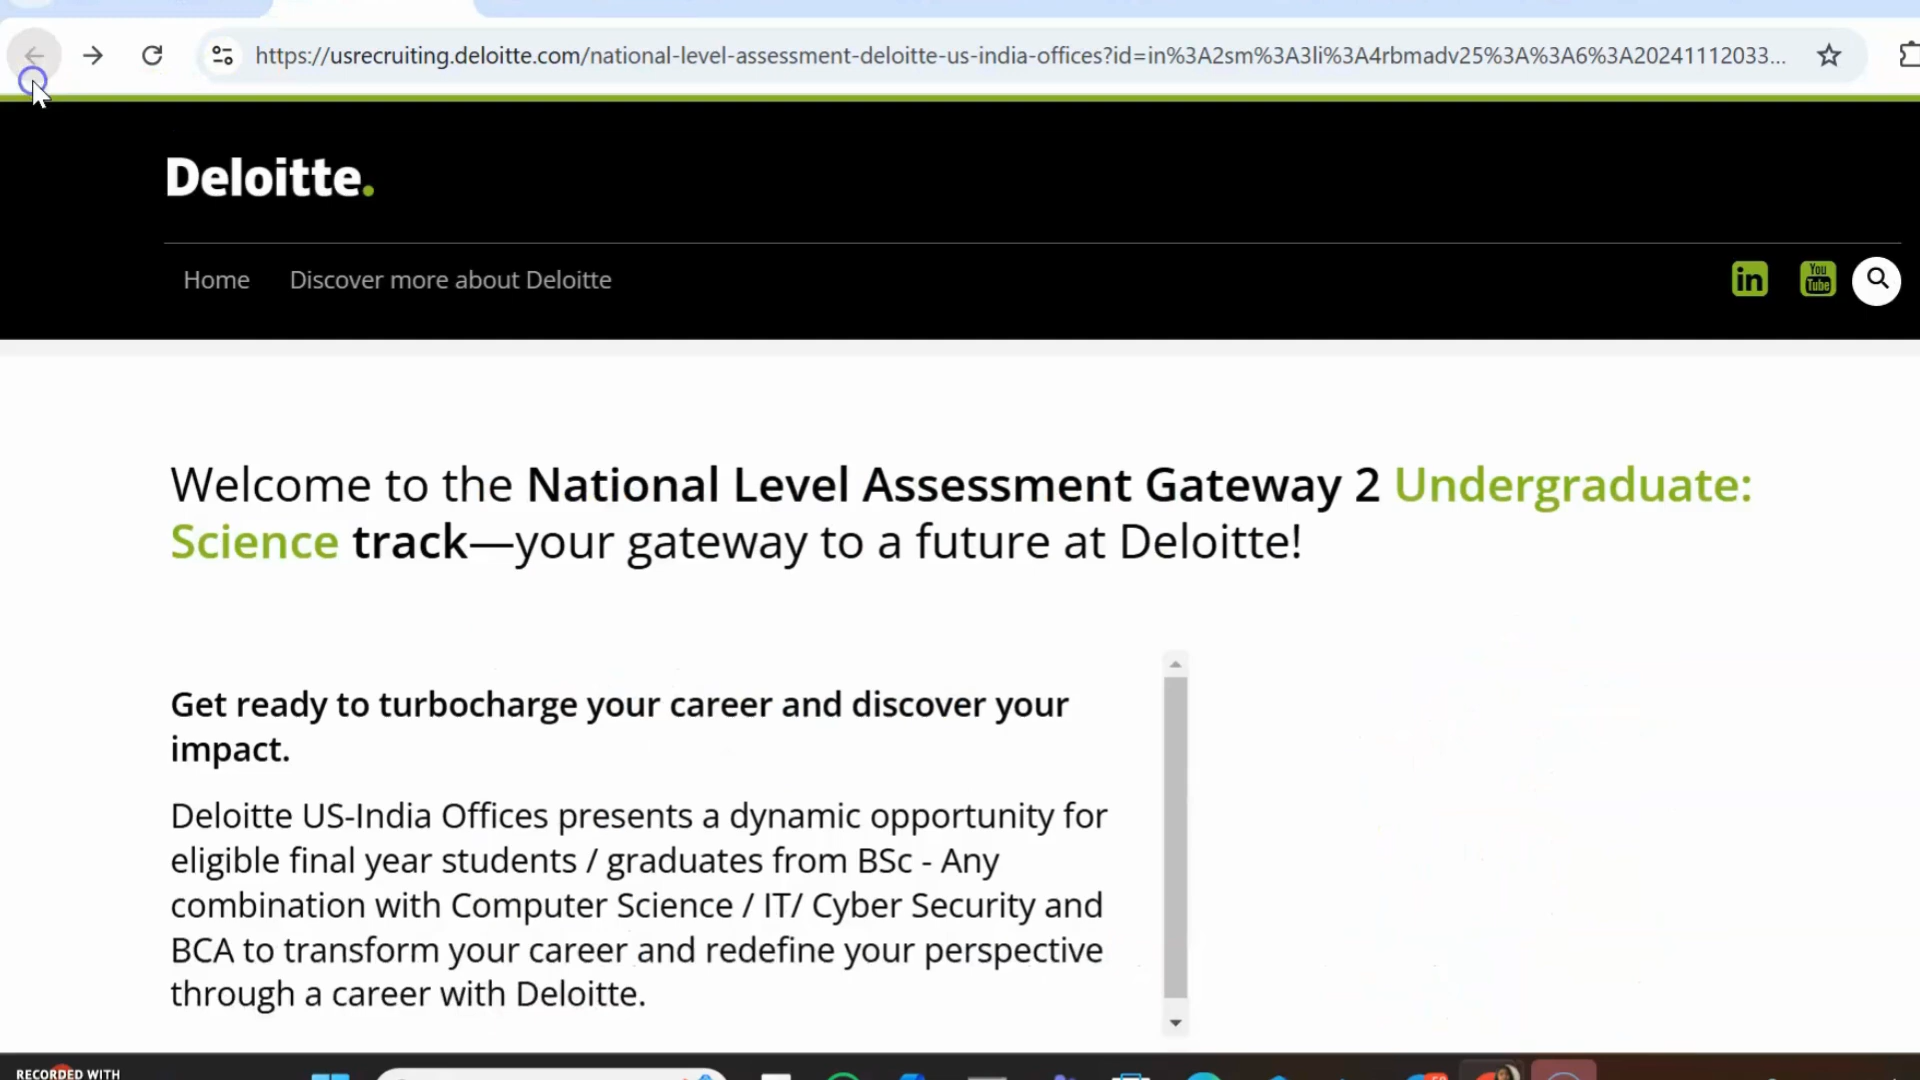 https://usrecruiting.deloitte.com/national-level-assessment-deloitte-us-india-offices?id=in%3A2sm%3A3li%3A4rbmadv25%3A%3A6%3A20241112033...
Deloitte.
Home Discover more about Deloitte
in You Tube
Welcome to the National Level Assessment Gateway 2 Undergraduate:
Science track—your gateway to a future at Deloitte!
Get ready to turbocharge your career and discover your
impact.
Deloitte US-India Offices presents a dynamic opportunity for
eligible final year students / graduates from BSc - Any
combination with Computer Science / IT/ Cyber Security and
BCA to transform your career and redefine your perspective
through a career with Deloitte.
RECORDED WITH